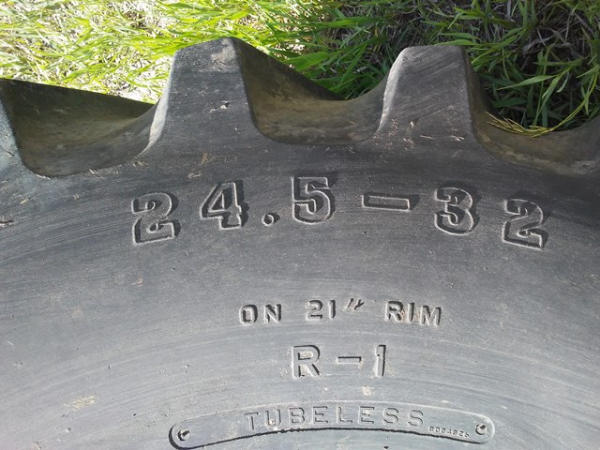 24.5-32
ON 21" RIM
R-1
TUBELESS